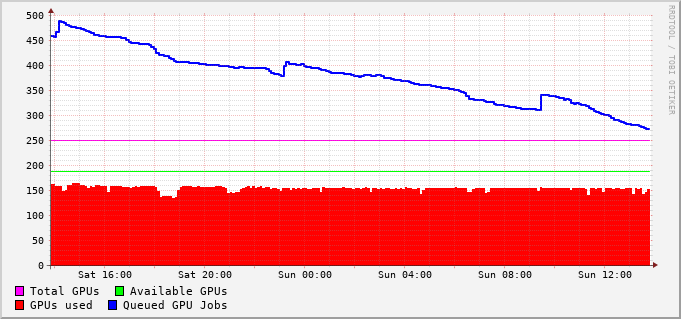 500
450
400
350
300
250
200
150
100
50
0
Sat 16:00 Sat 20:00 Sun 00:00 Sun 04:00 Sun 08:00 Sun 12:00
Total GPUs Available GPUs
GPUs used Queued GPU Jobs
RRDTOOL / TOBI OETIKER